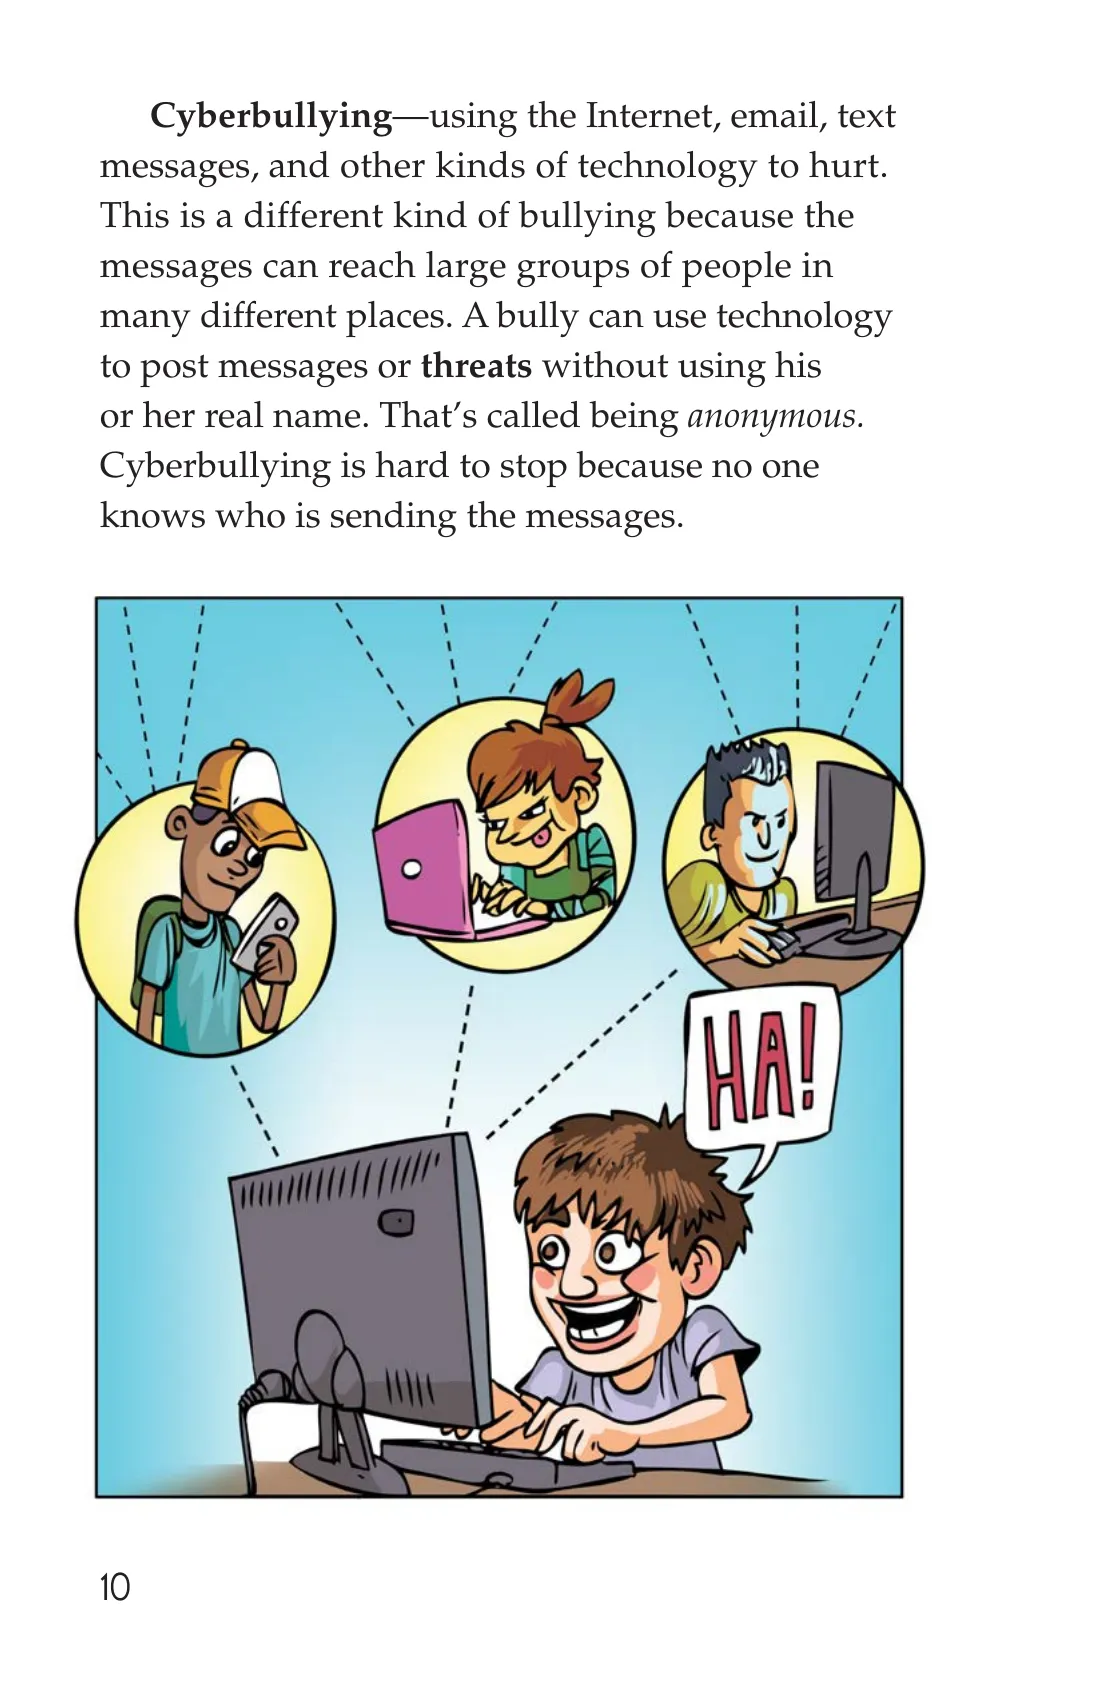 Cyberbullying—using the Internet, email, text
messages, and other kinds of technology to hurt.
This is a different kind of bullying because the
messages can reach large groups of people in
many different places. A bully can use technology
to post messages or threats without using his
or her real name. That’s called being anonymous.
Cyberbullying is hard to stop because no one
knows who is sending the messages.
HA!
10